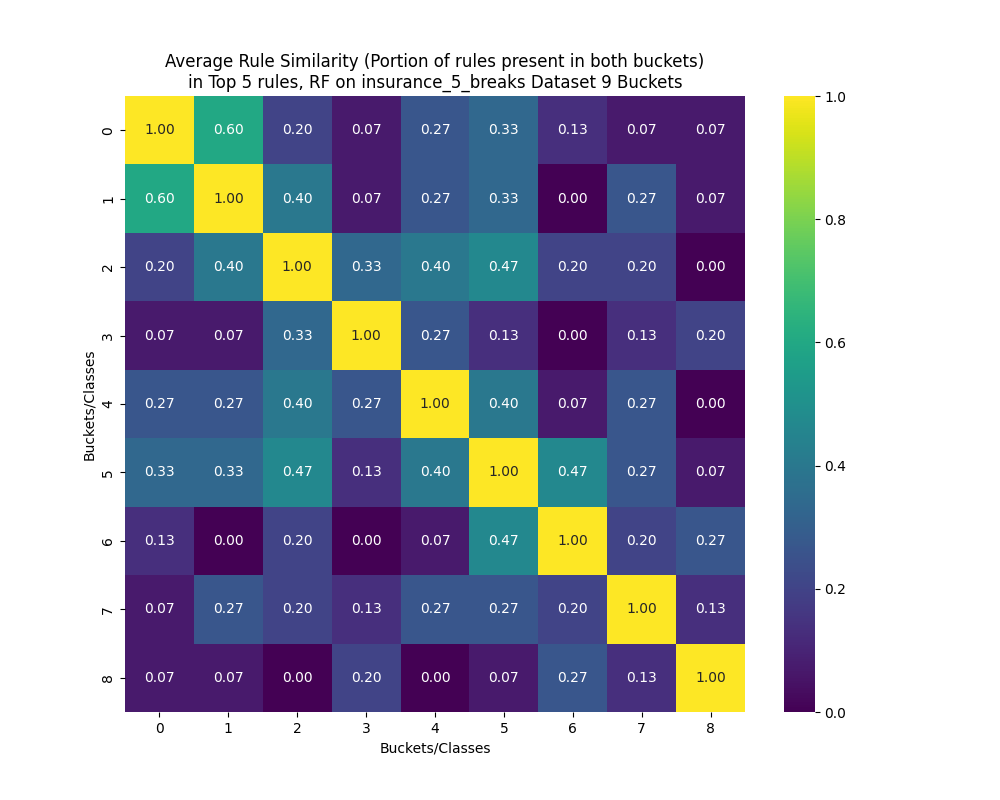 Average Rule Similarity (Portion of rules present in both buckets)
in Top 5 rules, RF on insurance_5_breaks Dataset 9 Buckets
0 1.00 0.60 0.20 0.07 0.27 0.33 0.13 0.07 0.07
1 0.60 1.00 0.40 0.07 0.27 0.33 0.00 0.27 0.07
2 0.20 0.40 1.00 0.33 0.40 0.47 0.20 0.20 0.00
3 0.07 0.07 0.33 1.00 0.27 0.13 0.00 0.13 0.20
4 0.27 0.27 0.40 0.27 1.00 0.40 0.07 0.27 0.00
5 0.33 0.33 0.47 0.13 0.40 1.00 0.47 0.27 0.07
6 0.13 0.00 0.20 0.00 0.07 0.47 1.00 0.20 0.27
7 0.07 0.27 0.20 0.13 0.27 0.27 0.20 1.00 0.13
8 0.07 0.07 0.00 0.20 0.00 0.07 0.27 0.13 1.00
0 1 2 3 4 5 6 7 8
Buckets/Classes
Buckets/Classes
1.0
0.8
0.6
0.4
0.2
0.0